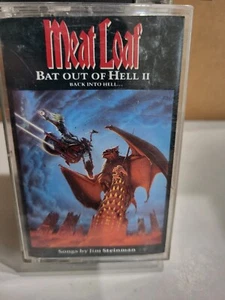 Meat Loaf
BAT OUT OF HELL II
BACK INTO HELL...
Songs by Jim Steinman